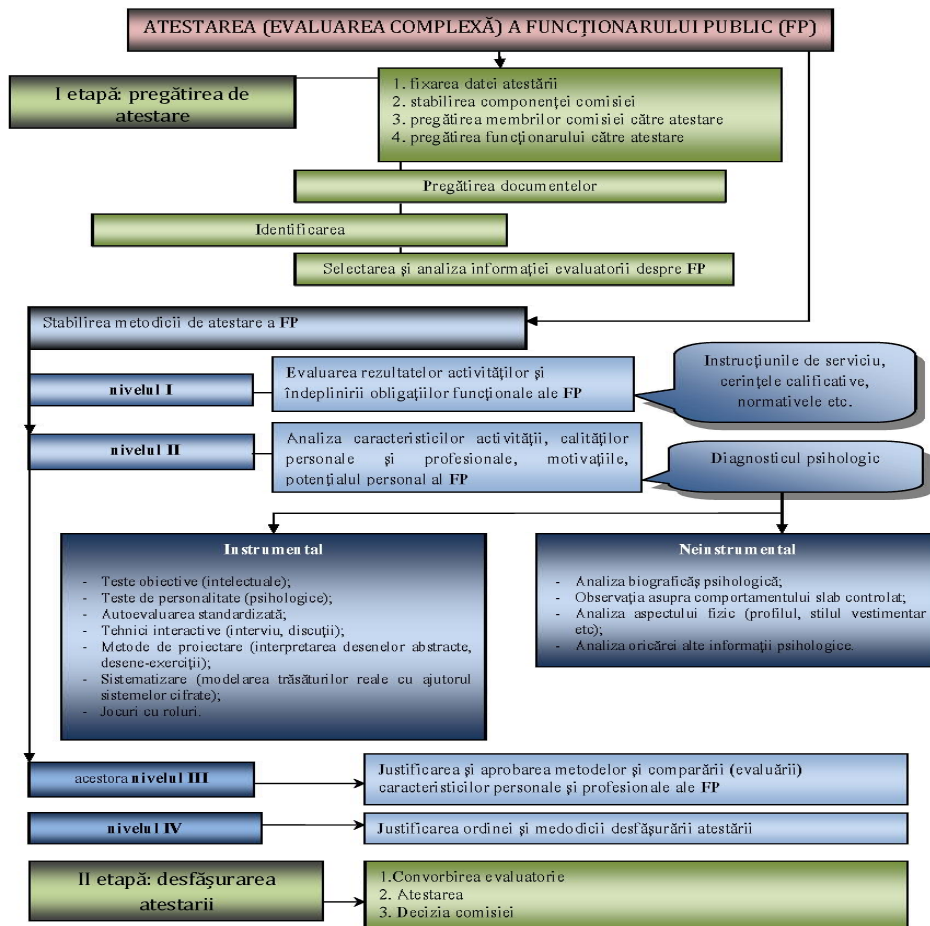 ATESTAREA (EVALUAREA COMPLEXĂ) A FUNCȚIONARULUI PUBLIC (FP)
I etapă: pregătirea de
atestare
1. fixarea datei atestării
2. stabilirea componenței comisiei
3. pregătirea membrilor comisiei către atestare
4. pregătirea funcționarului către atestare
Pregătirea documentelor
Identificarea
Selectarea și analiza informației evaluatorii despre FP
Stabilirea metodicii de atestare a FP
nivelul I
Evaluarea rezultatelor activităților și
îndeplinirii obligațiilor funcționale ale FP
Instrucțiunile de serviciu,
cerințele calificative,
normativele etc.
nivelul II
Analiza caracteristicilor activității, calităților
personale și profesionale, motivațiile,
potențialul personal al FP
Diagnosticul psihologic
Instrumental
- Teste obiective (intelectuale);
- Teste de personalitate (psihologice);
- Autoevaluarea standardizată;
- Tehnici interactive (interviu, discuții);
- Metode de proiectare (interpretarea desenelor abstracte,
desene-exerciții);
- Sistematizare (modelarea trăsăturilor reale cu ajutorul
sistemelor cifrate);
- Jocuri cu roluri.
Neinstrumental
- Analiza biograficăș psihologică;
- Observația asupra comportamentului slab controlat;
- Analiza aspectului fizic (profilul, stilul vestimentar
etc);
- Analiza oricărei alte informații psihologice.
acestora nivelul III
Justificarea și aprobarea metodelor și comparării (evaluării)
caracteristicilor personale și profesionale ale FP
nivelul IV
Justificarea ordinei și medodicii desfășurării atestării
II etapă: desfășurarea
atestarii
1.Convorbirea evaluatorie
2. Atestarea
3. Decizia comisiei